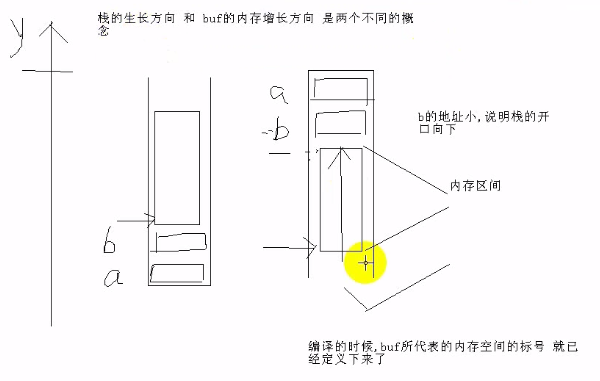 栈的生长方向 和 buf的内存增长方向 是两个不同的概
念
y
a
b
b的地址小,说明栈的开
口向下
内存区间
b
a
编译的时候,buf所代表的内存空间的标号 就已
经定义下来了